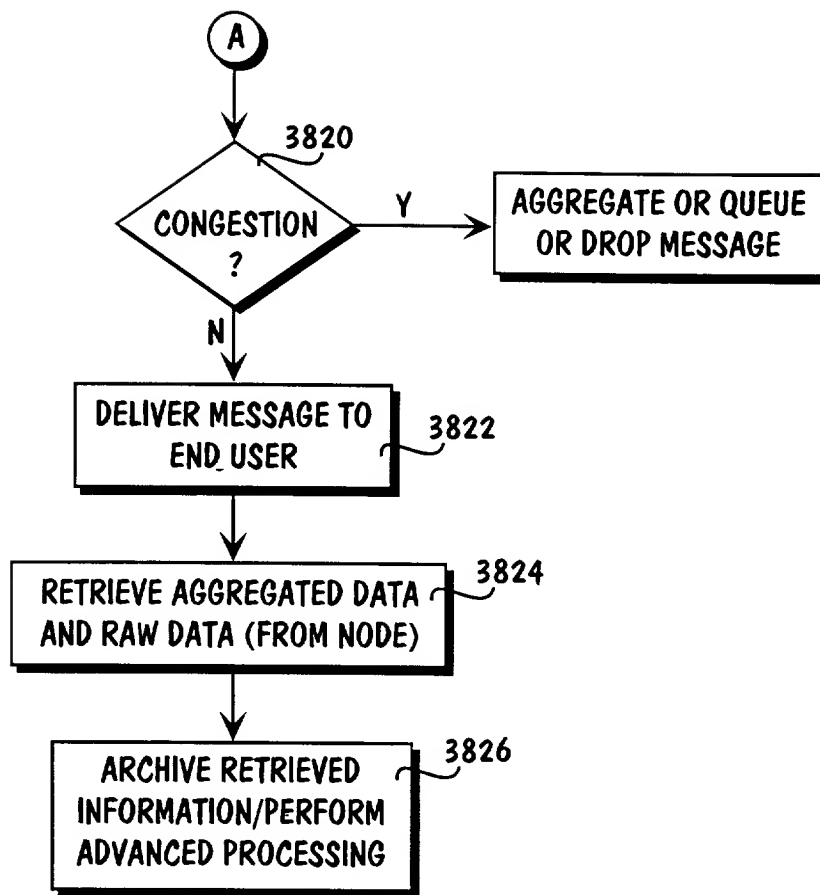 A
3820
CONGESTION
?
Y
AGGREGATE OR QUEUE
OR DROP MESSAGE
N
DELIVER MESSAGE TO
END USER
3822
RETRIEVE AGGREGATED DATA
AND RAW DATA (FROM NODE)
3824
ARCHIVE RETRIEVED
INFORMATION/PERFORM
ADVANCED PROCESSING
3826